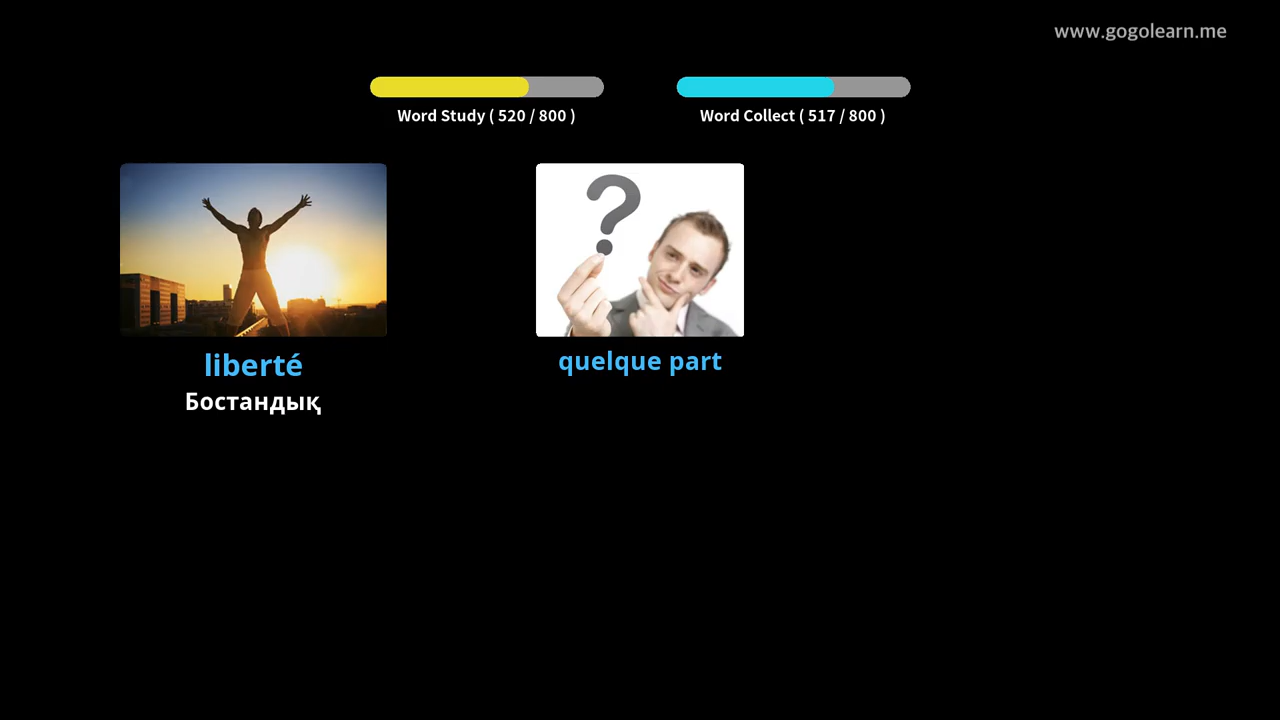 www.gogolearn.me
Word Study ( 520 / 800 )
Word Collect ( 517 / 800 )
liberté
Бостандық
quelque part